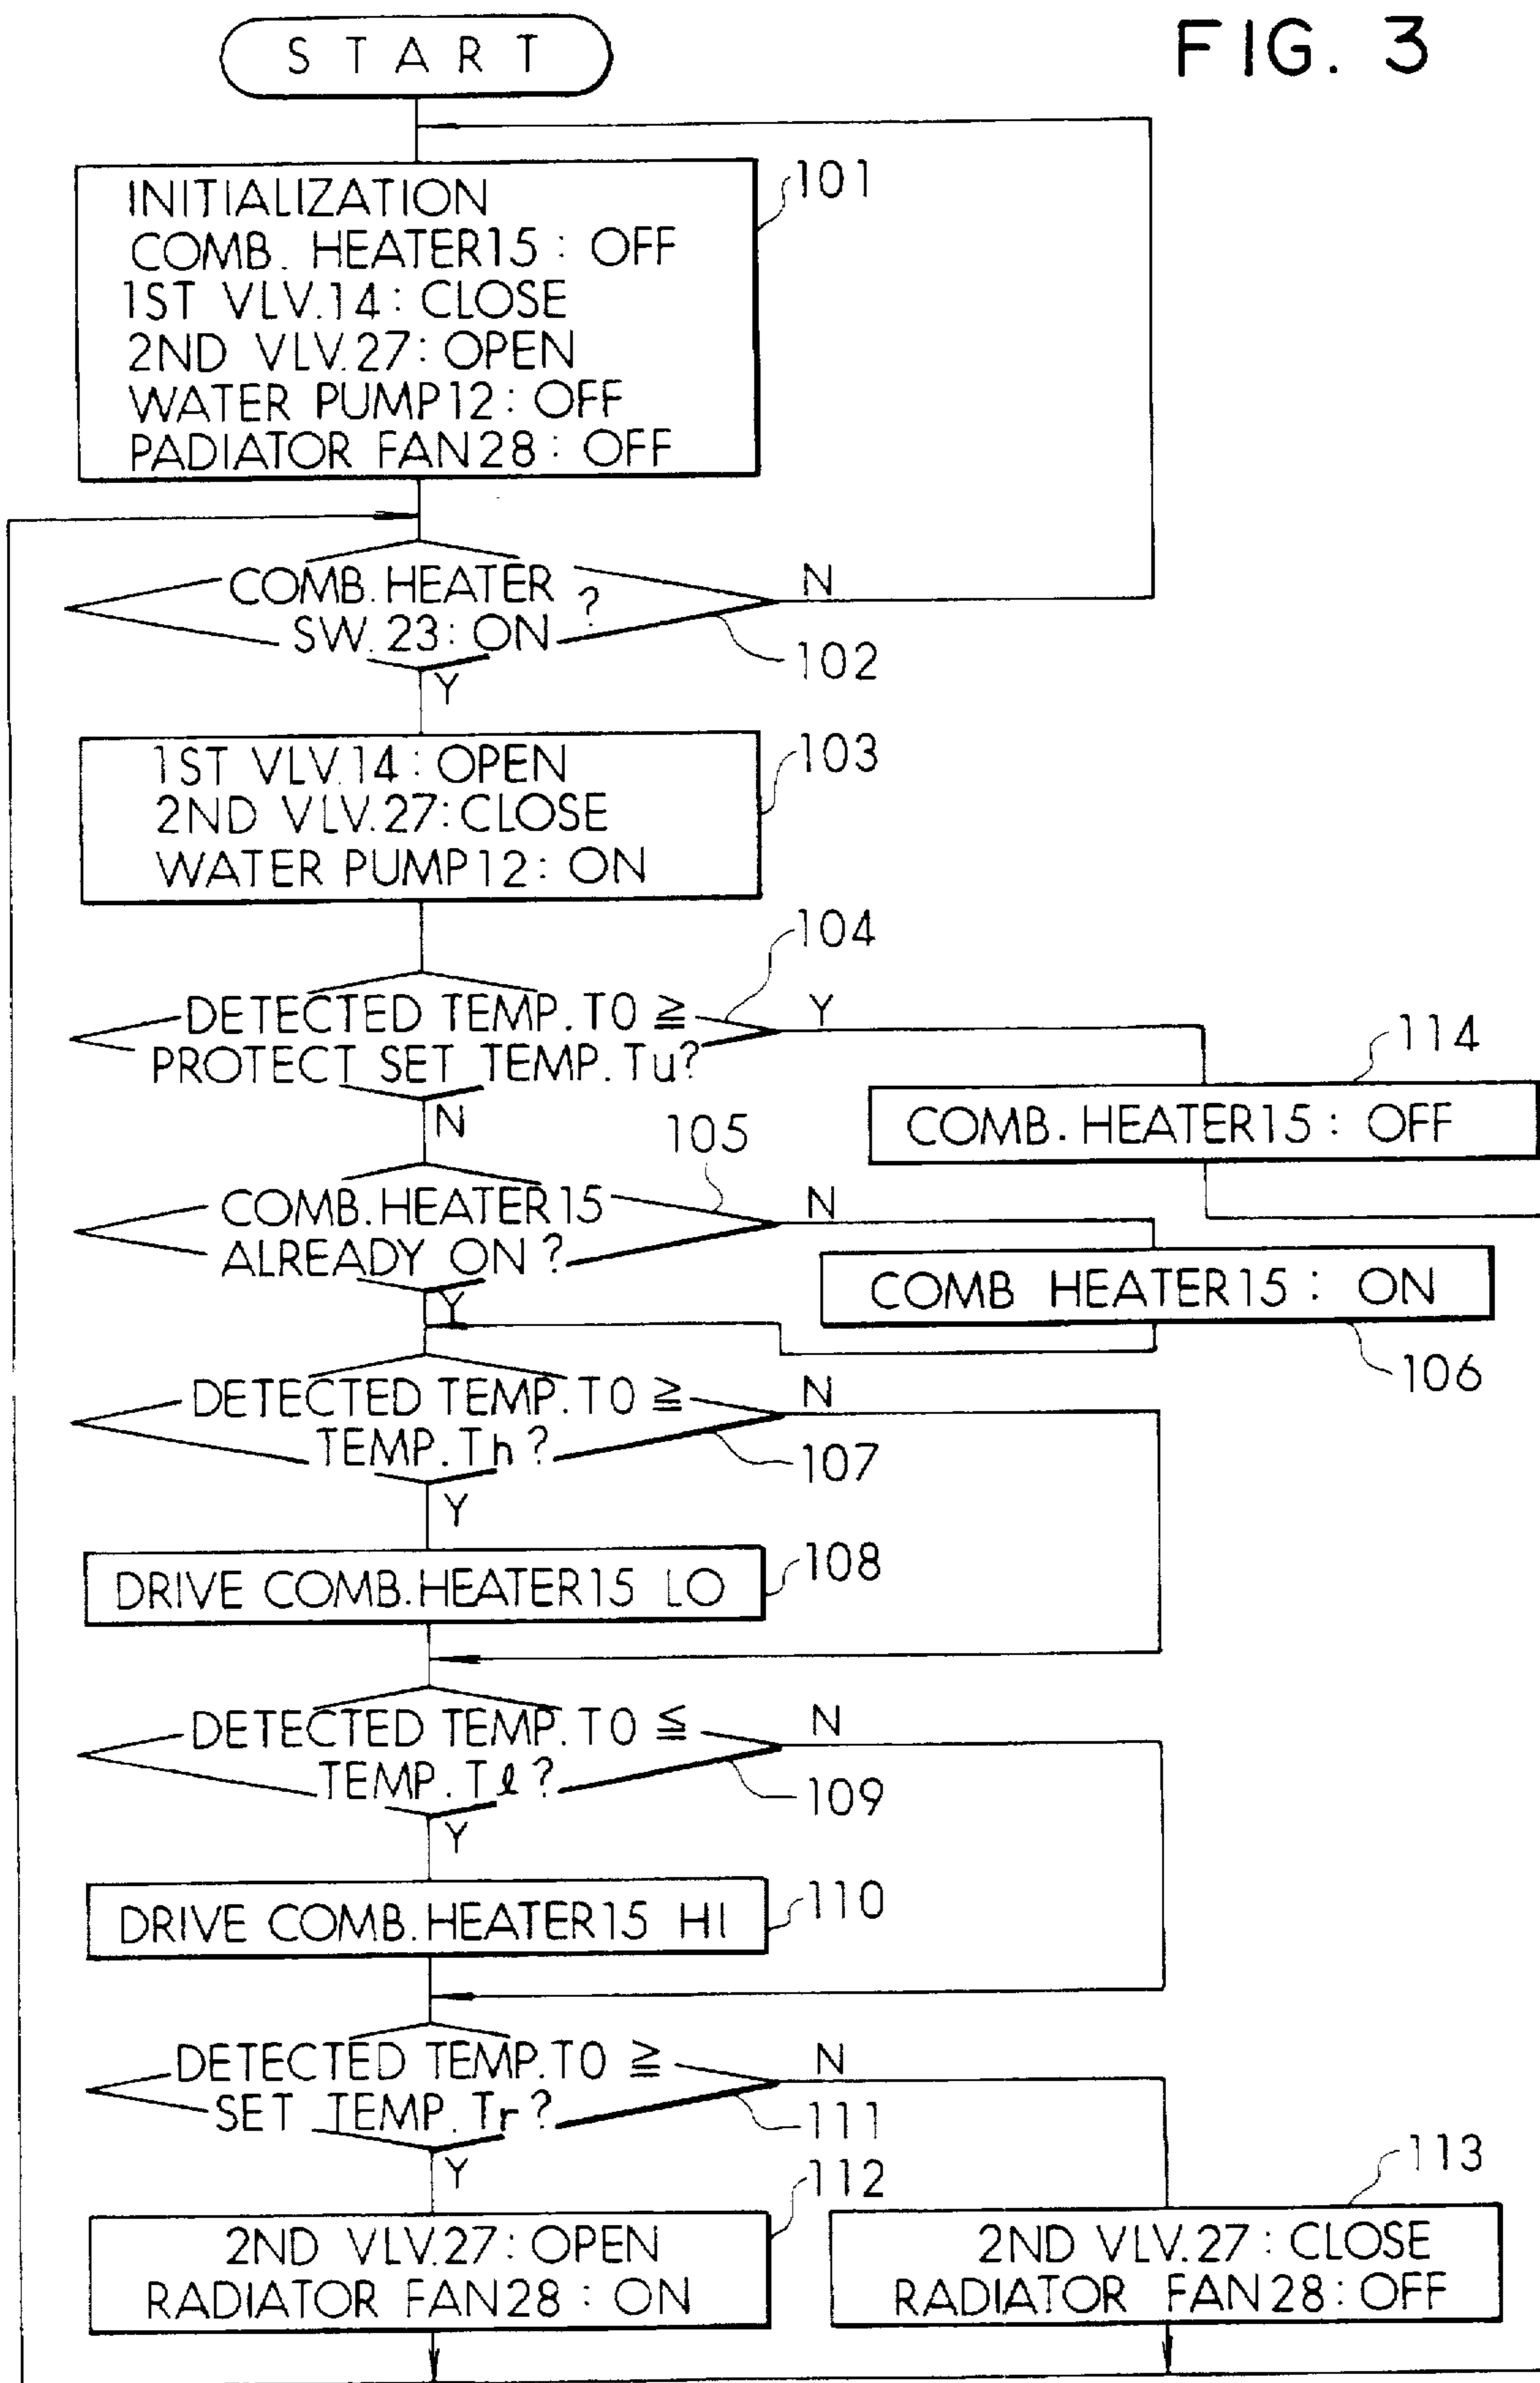 FIG. 3
START
101
INITIALIZATION
COMB. HEATER15 : OFF
1ST VLV.14 : CLOSE
2ND VLV.27 : OPEN
WATER PUMP12 : OFF
PADIATOR FAN28 : OFF
COMB.HEATER
SW.23 : ON ?
N
102
Y
103
1ST VLV.14 : OPEN
2ND VLV.27 : CLOSE
WATER PUMP12 : ON
104
DETECTED TEMP.T0 ≧
PROTECT SET TEMP.Tu?
Y
N
114
COMB.HEATER15 : OFF
105
COMB.HEATER15
ALREADY ON ?
N
Y
COMB HEATER15 : ON
106
DETECTED TEMP.T0 ≧
TEMP.Th ?
N
107
Y
108
DRIVE COMB.HEATER15 LO
DETECTED TEMP.T0 ≦
TEMP.Tℓ ?
N
109
Y
110
DRIVE COMB.HEATER15 HI
DETECTED TEMP.T0 ≧
SET TEMP.Tr ?
N
111
Y
112
2ND VLV.27 : OPEN
RADIATOR FAN28 : ON
113
2ND VLV.27 : CLOSE
RADIATOR FAN28 : OFF